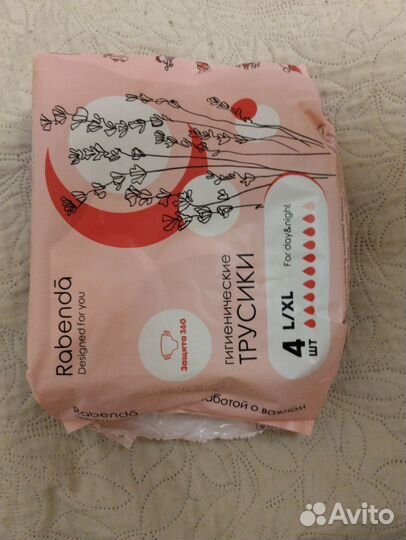 Rabendā
Designed for you
Защита 360
гигиенические
ТРУСИКИ
4
шт
L/XL
For day&night
Rabendā
заботой о важном
Avito